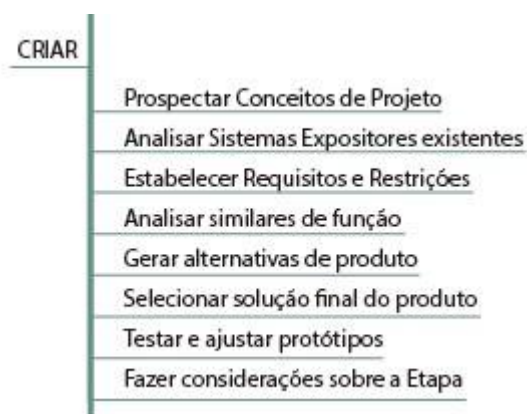 CRIAR
Prospectar Conceitos de Projeto
Analisar Sistemas Expositores existentes
Estabelecer Requisitos e Restrições
Analisar similares de função
Gerar alternativas de produto
Selecionar solução final do produto
Testar e ajustar protótipos
Fazer considerações sobre a Etapa